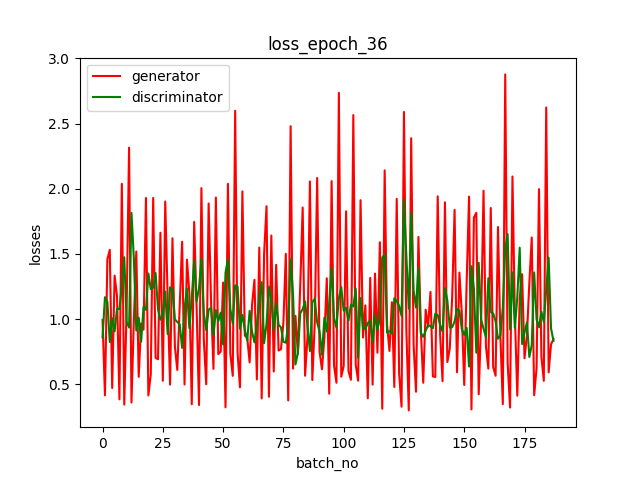 loss_epoch_36
generator
discriminator
3.0
2.5
2.0
1.5
1.0
0.5
losses
0 25 50 75 100 125 150 175
batch_no